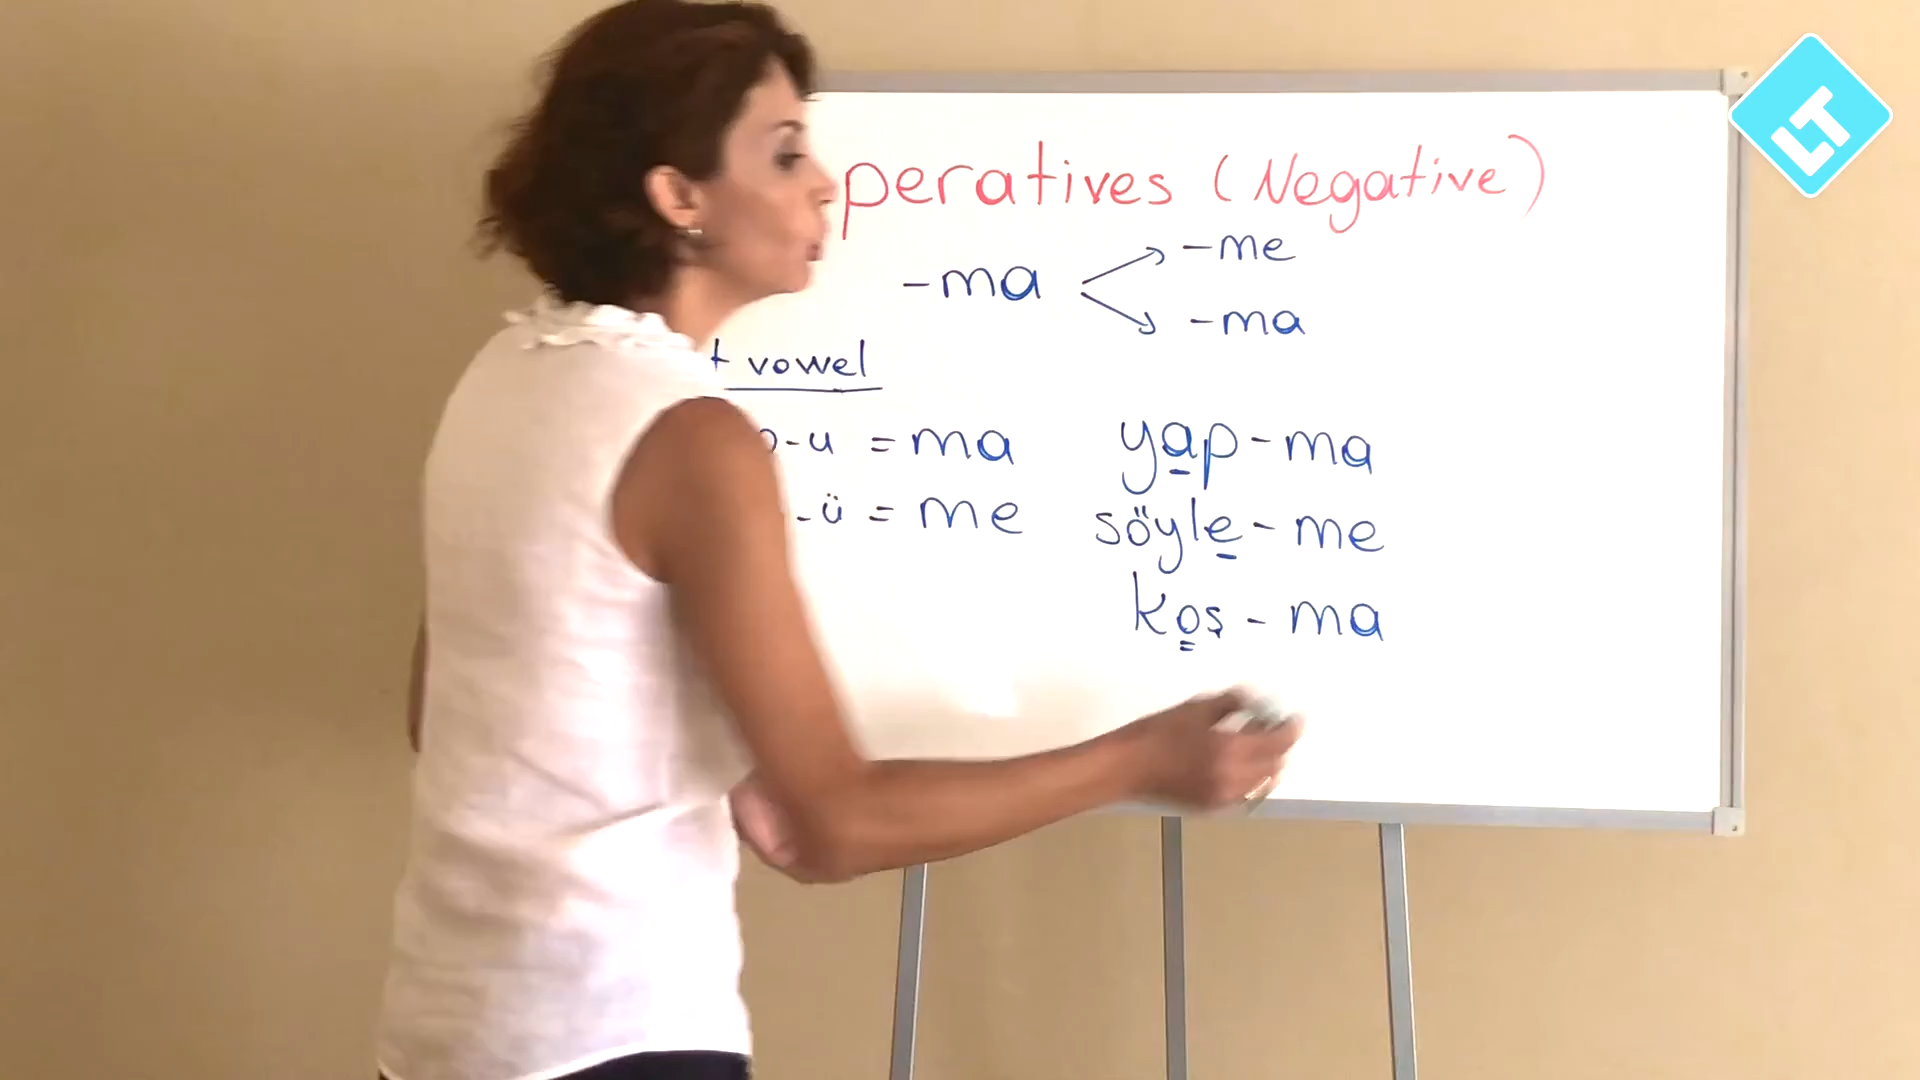 peratives (Negative)
-ma
-me
-ma
vowel
-u = ma
-ü = me
yap-ma
söyle-me
koş-ma
LT